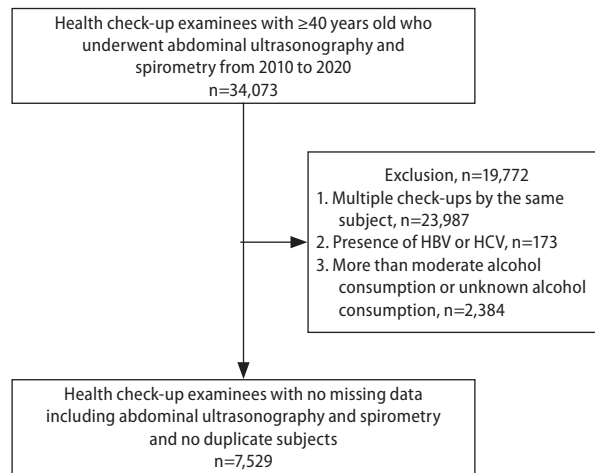 Health check-up examinees with ≥40 years old who
underwent abdominal ultrasonography and
spirometry from 2010 to 2020
n=34,073
Exclusion, n=19,772
1. Multiple check-ups by the same
subject, n=23,987
2. Presence of HBV or HCV, n=173
3. More than moderate alcohol
consumption or unknown alcohol
consumption, n=2,384
Health check-up examinees with no missing data
including abdominal ultrasonography and spirometry
and no duplicate subjects
n=7,529